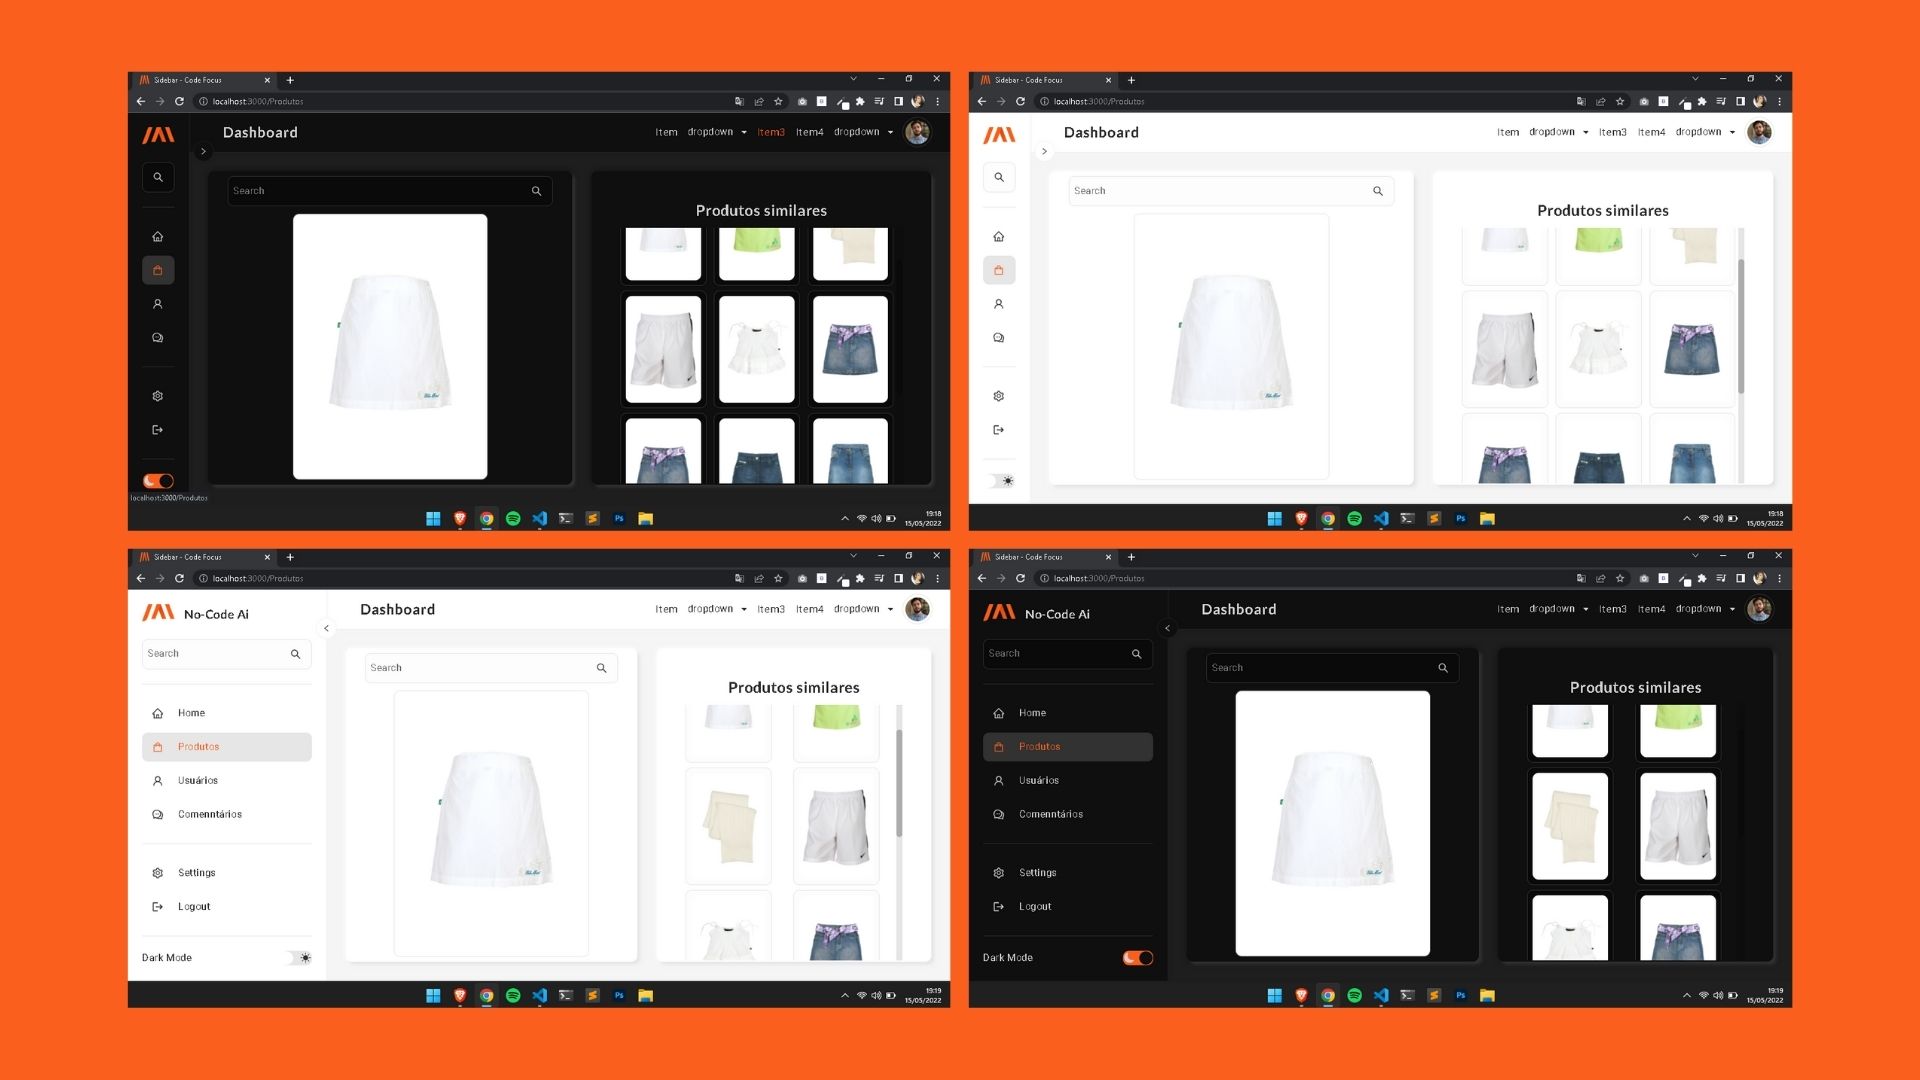 Sidebar - Code Focus
localhost:3000/Produtos
Dashboard
Item dropdown Item3 Item4 dropdown
Search
Produtos similares
localhost:3000/Produtos
Ps
19:18
15/05/2022
Sidebar - Code Focus
localhost:3000/Produtos
Dashboard
Item dropdown Item3 Item4 dropdown
Search
Produtos similares
Ps
19:18
15/05/2022
Sidebar - Code Focus
localhost:3000/Produtos
No-Code Ai
Dashboard
Item dropdown Item3 Item4 dropdown
Search
Search
Produtos similares
Home
Produtos
Usuários
Comenntários
Settings
Logout
Dark Mode
Ps
19:19
15/05/2022
Sidebar - Code Focus
localhost:3000/Produtos
No-Code Ai
Dashboard
Item dropdown Item3 Item4 dropdown
Search
Search
Produtos similares
Home
Produtos
Usuários
Comenntários
Settings
Logout
Dark Mode
Ps
19:19
15/05/2022